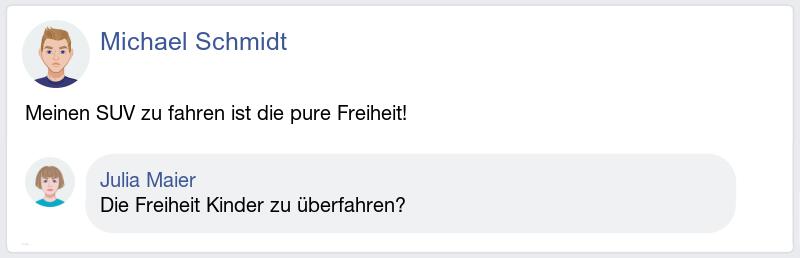 Michael Schmidt
Meinen SUV zu fahren ist die pure Freiheit!
Julia Maier
Die Freiheit Kinder zu überfahren?